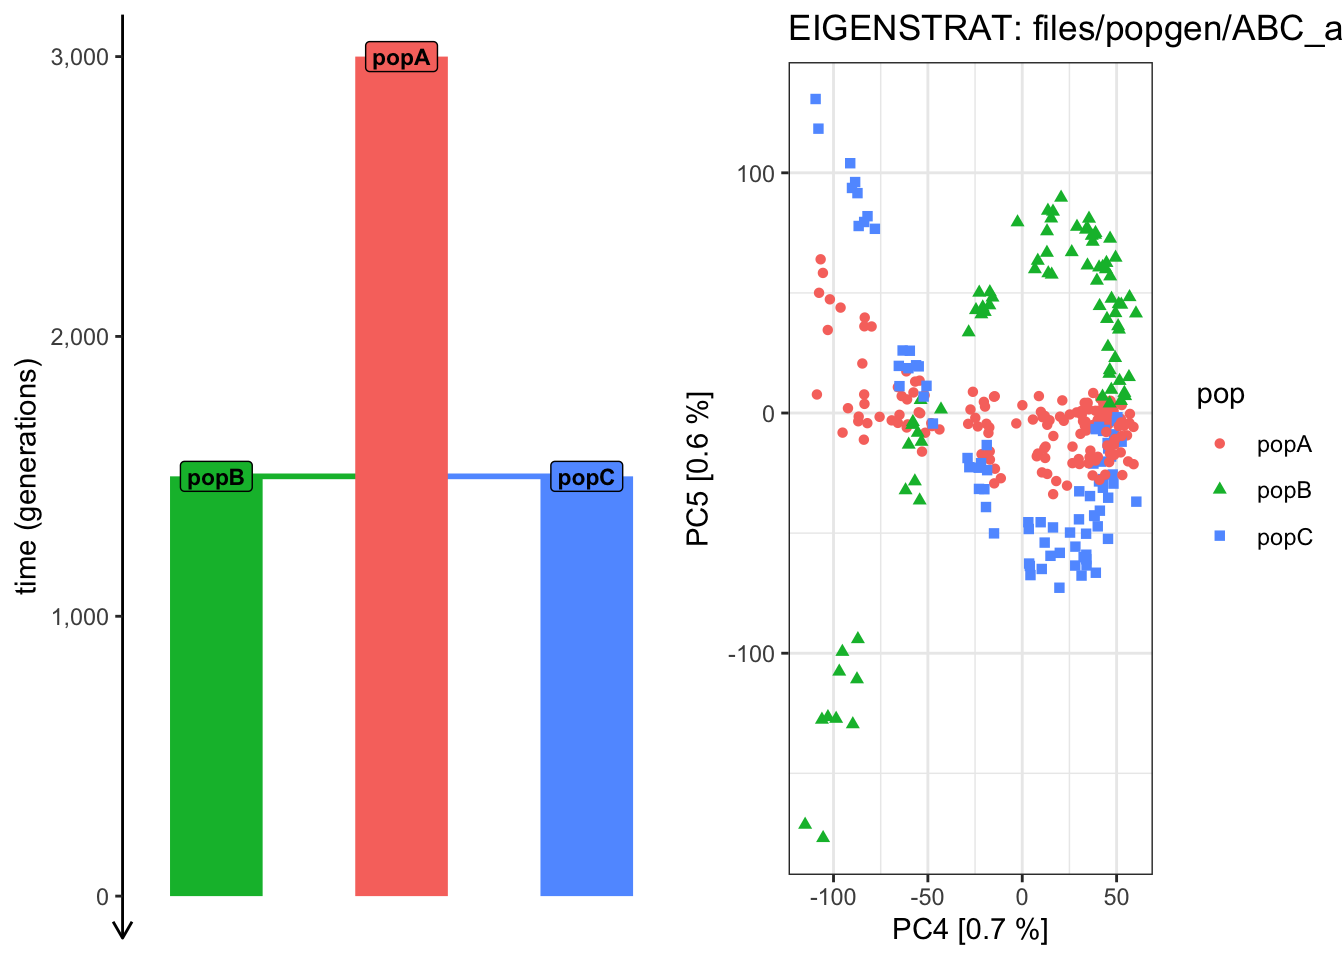 time (generations)
3,000
2,000
1,000
0
popA
popB
popC
EIGENSTRAT: files/popgen/ABC_a
PC5 [0.6 %]
100
0
-100
-100
-50
0
50
PC4 [0.7 %]
pop
popA
popB
popC